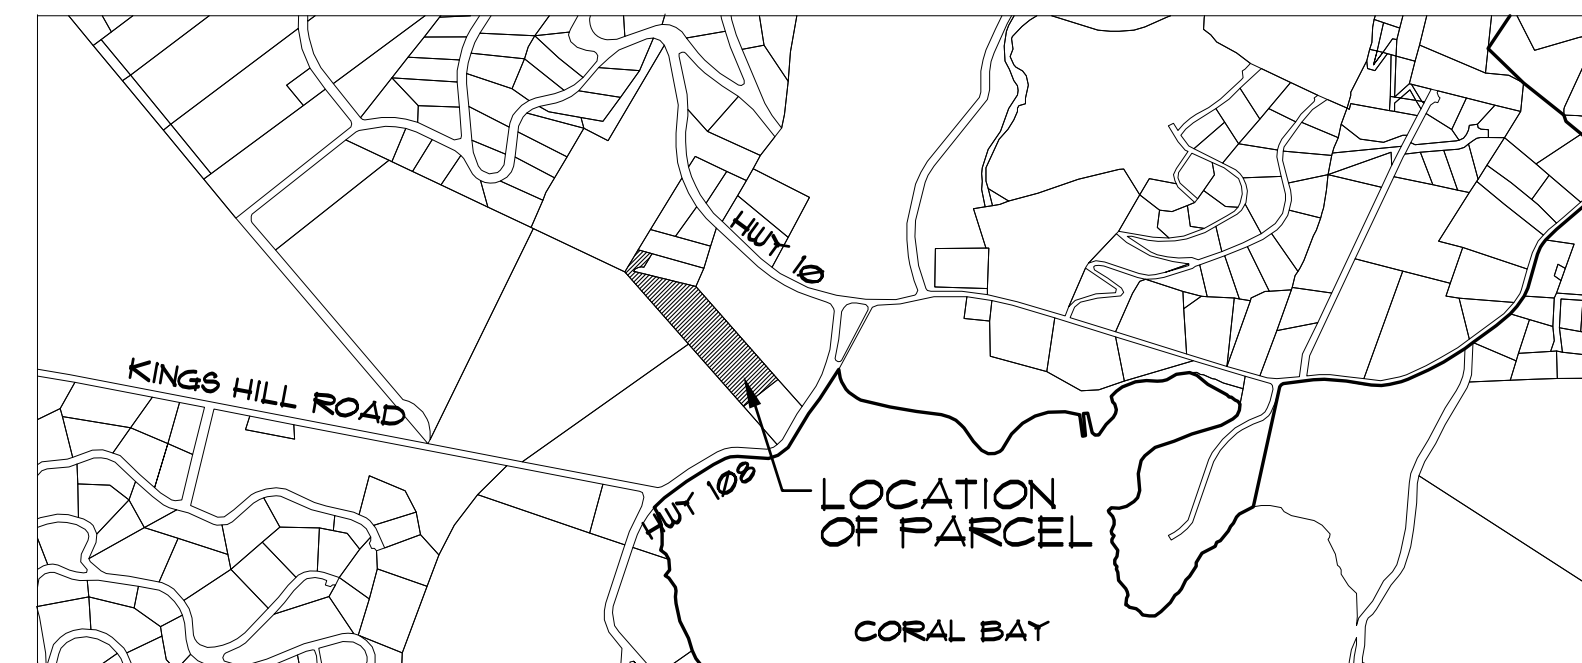 HWY 10
KINGS HILL ROAD
HWY 108
LOCATION
OF PARCEL
CORAL BAY